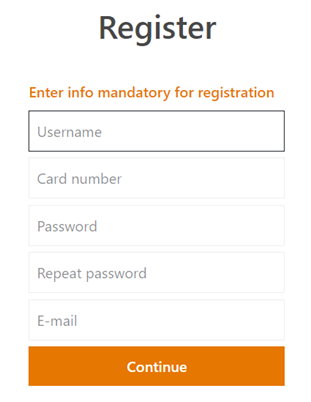 Register
Enter info mandatory for registration
Username
Card number
Password
Repeat password
E-mail
Continue